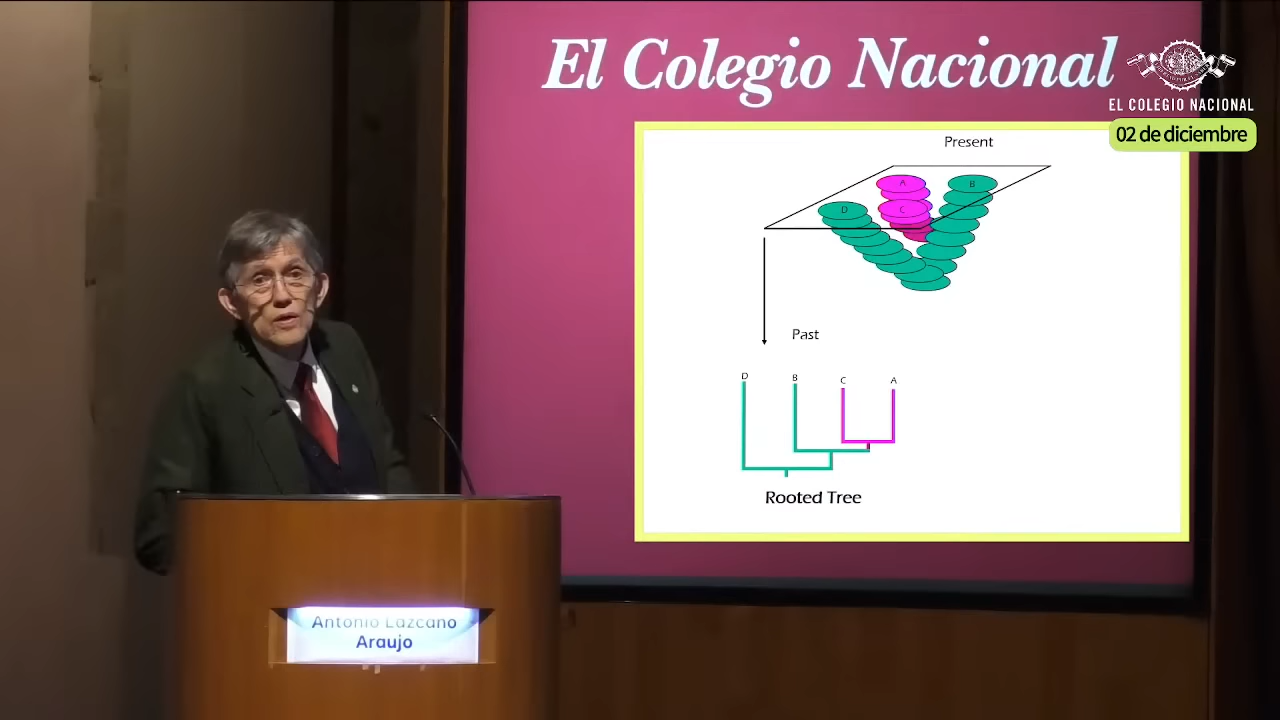 El Colegio Nacional
EL COLEGIO NACIONAL
02 de diciembre
Present
A
B
D
C
Past
D
B
C
A
Rooted Tree
Antonio Lazcano
Araujo